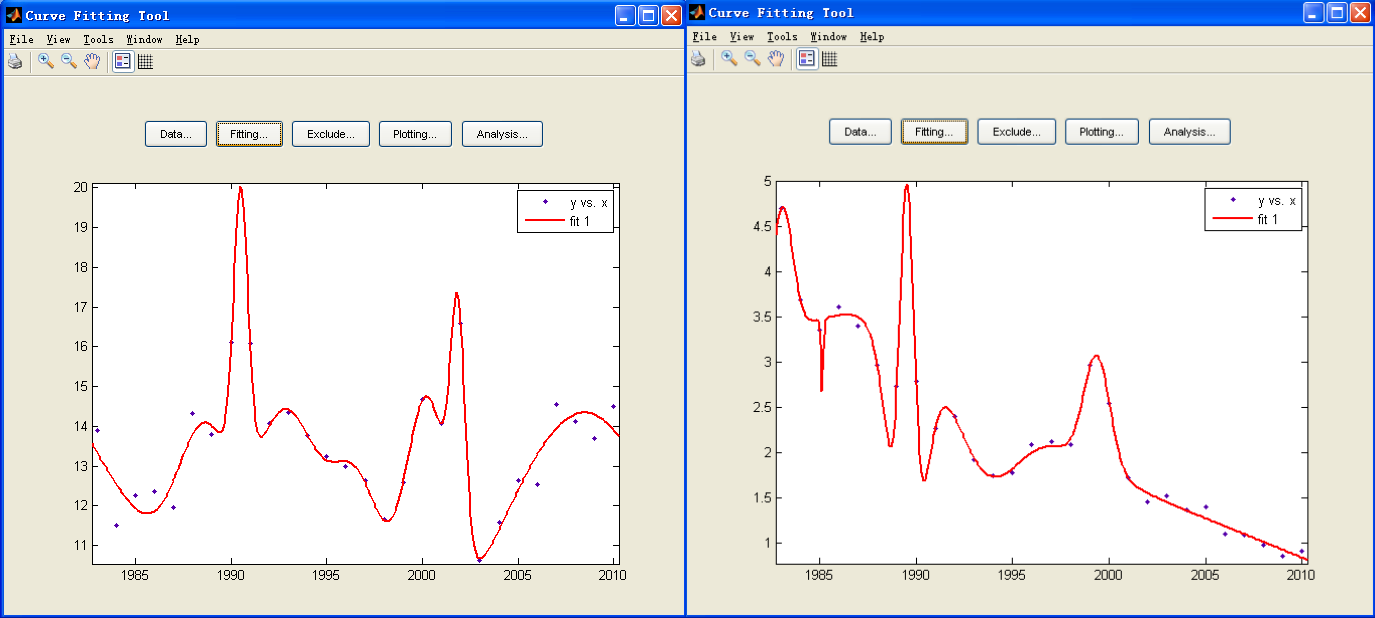 Curve Fitting Tool
File View Tools Window Help
Data... Fitting... Exclude... Plotting... Analysis...
20
19
18
17
16
15
14
13
12
11
1985 1990 1995 2000 2005 2010
y vs. x
fit 1
Curve Fitting Tool
File View Tools Window Help
Data... Fitting... Exclude... Plotting... Analysis...
5
4.5
4
3.5
3
2.5
2
1.5
1
1985 1990 1995 2000 2005 2010
y vs. x
fit 1